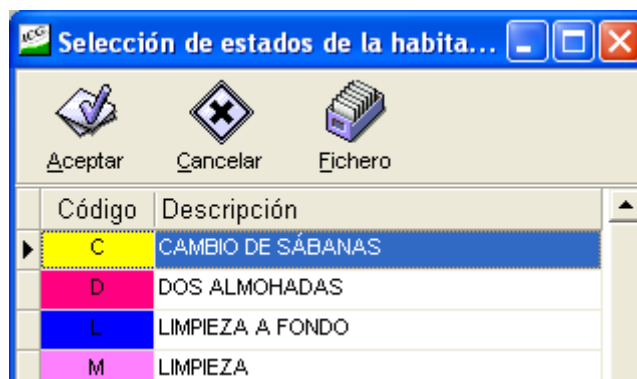 ICG Selección de estados de la habita...
Aceptar Cancelar Fichero
Código Descripción
C CAMBIO DE SÁBANAS
D DOS ALMOHADAS
L LIMPIEZA A FONDO
M LIMPIEZA